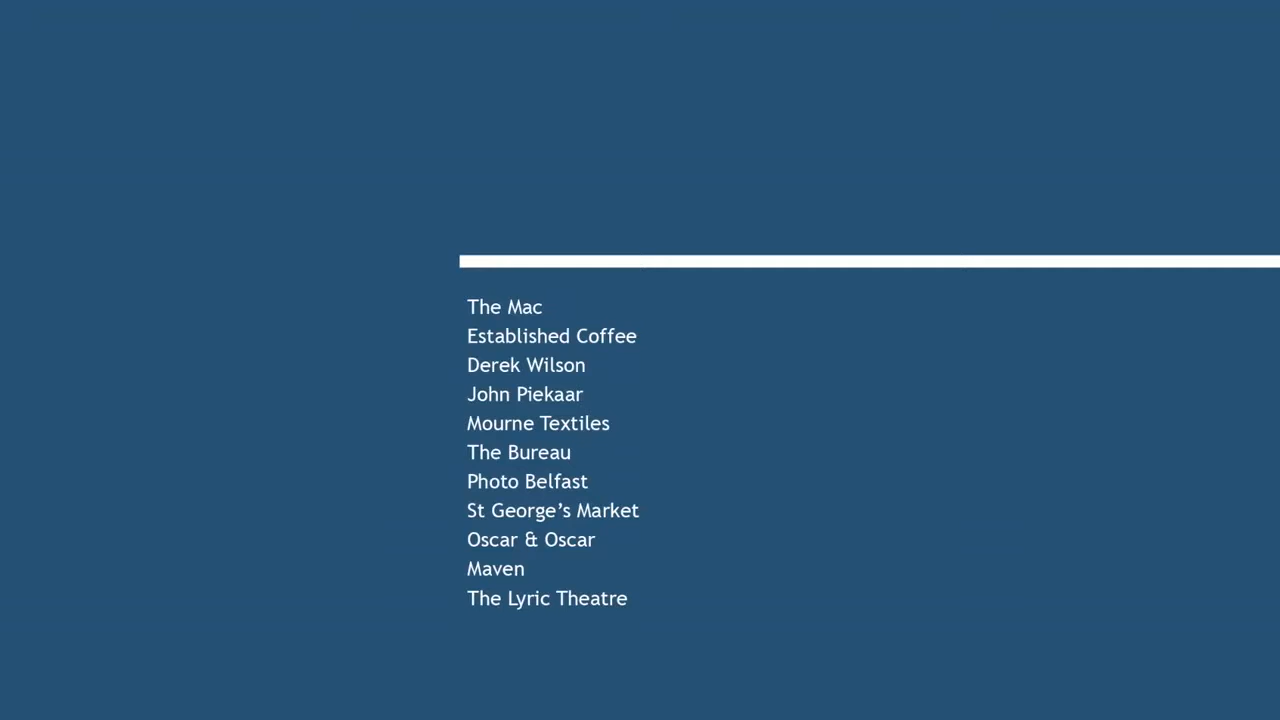 The Mac
Established Coffee
Derek Wilson
John Piekaar
Mourne Textiles
The Bureau
Photo Belfast
St George’s Market
Oscar & Oscar
Maven
The Lyric Theatre